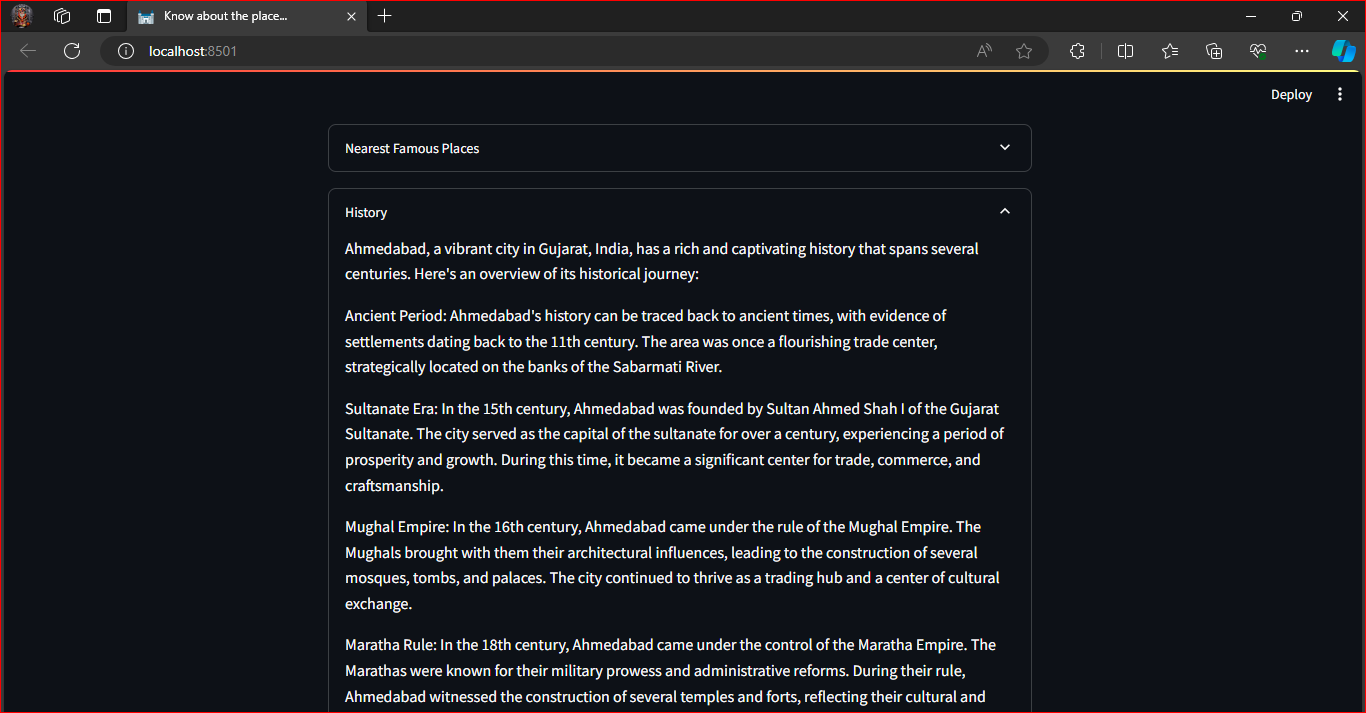 Know about the place...
localhost:8501
Deploy
Nearest Famous Places
History
Ahmedabad, a vibrant city in Gujarat, India, has a rich and captivating history that spans several
centuries. Here's an overview of its historical journey:
Ancient Period: Ahmedabad's history can be traced back to ancient times, with evidence of
settlements dating back to the 11th century. The area was once a flourishing trade center,
strategically located on the banks of the Sabarmati River.
Sultanate Era: In the 15th century, Ahmedabad was founded by Sultan Ahmed Shah I of the Gujarat
Sultanate. The city served as the capital of the sultanate for over a century, experiencing a period of
prosperity and growth. During this time, it became a significant center for trade, commerce, and
craftsmanship.
Mughal Empire: In the 16th century, Ahmedabad came under the rule of the Mughal Empire. The
Mughals brought with them their architectural influences, leading to the construction of several
mosques, tombs, and palaces. The city continued to thrive as a trading hub and a center of cultural
exchange.
Maratha Rule: In the 18th century, Ahmedabad came under the control of the Maratha Empire. The
Marathas were known for their military prowess and administrative reforms. During their rule,
Ahmedabad witnessed the construction of several temples and forts, reflecting their cultural and